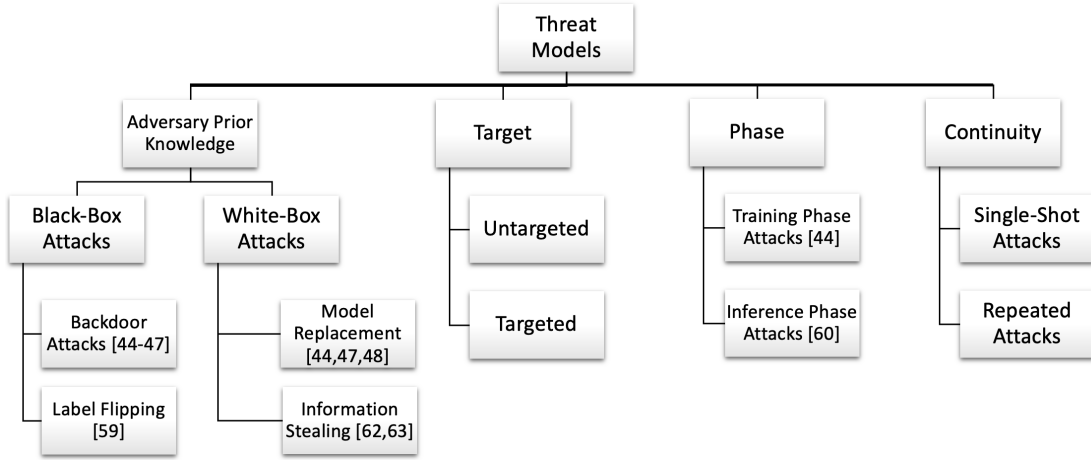 Threat
Models
Adversary Prior
Knowledge
Target
Phase
Continuity
Black-Box
Attacks
White-Box
Attacks
Untargeted
Training Phase
Attacks [44]
Single-Shot
Attacks
Backdoor
Attacks [44-47]
Model
Replacement
[44,47,48]
Targeted
Inference Phase
Attacks [60]
Repeated
Attacks
Label Flipping
[59]
Information
Stealing [62,63]